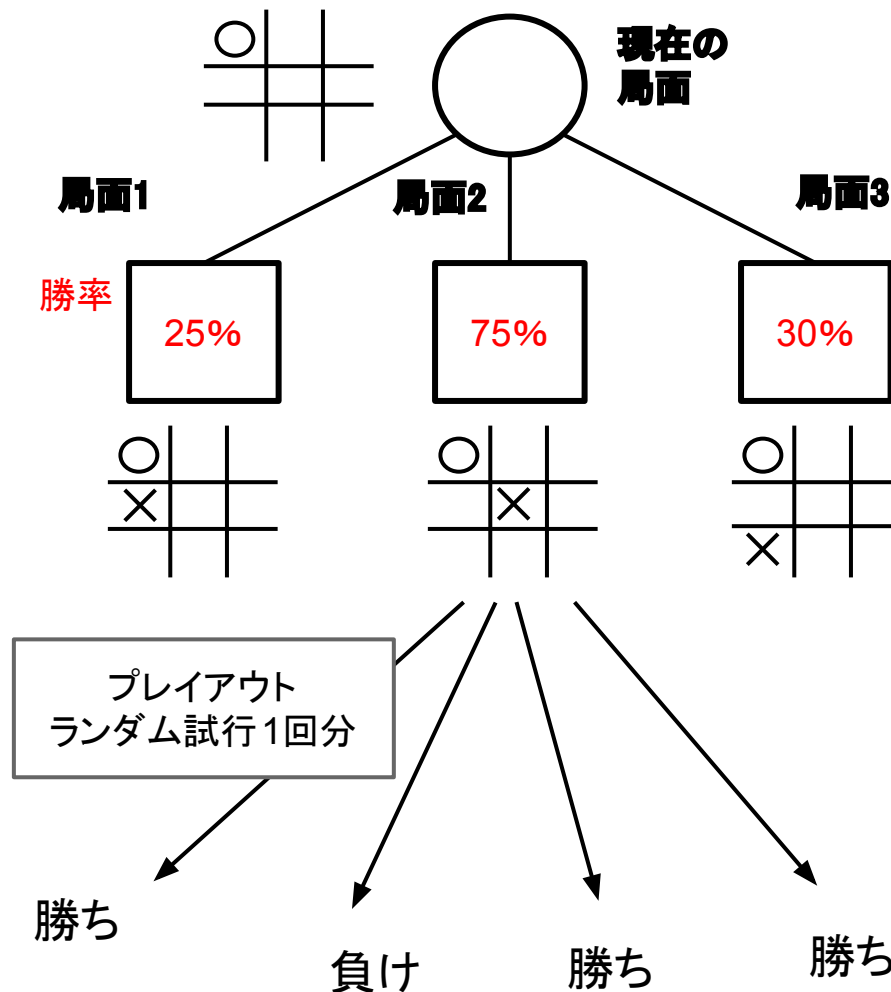 現在の
局面
局面1
局面2
局面3
勝率
25%
75%
30%
プレイアウト
ランダム試行1回分
勝ち
負け
勝ち
勝ち